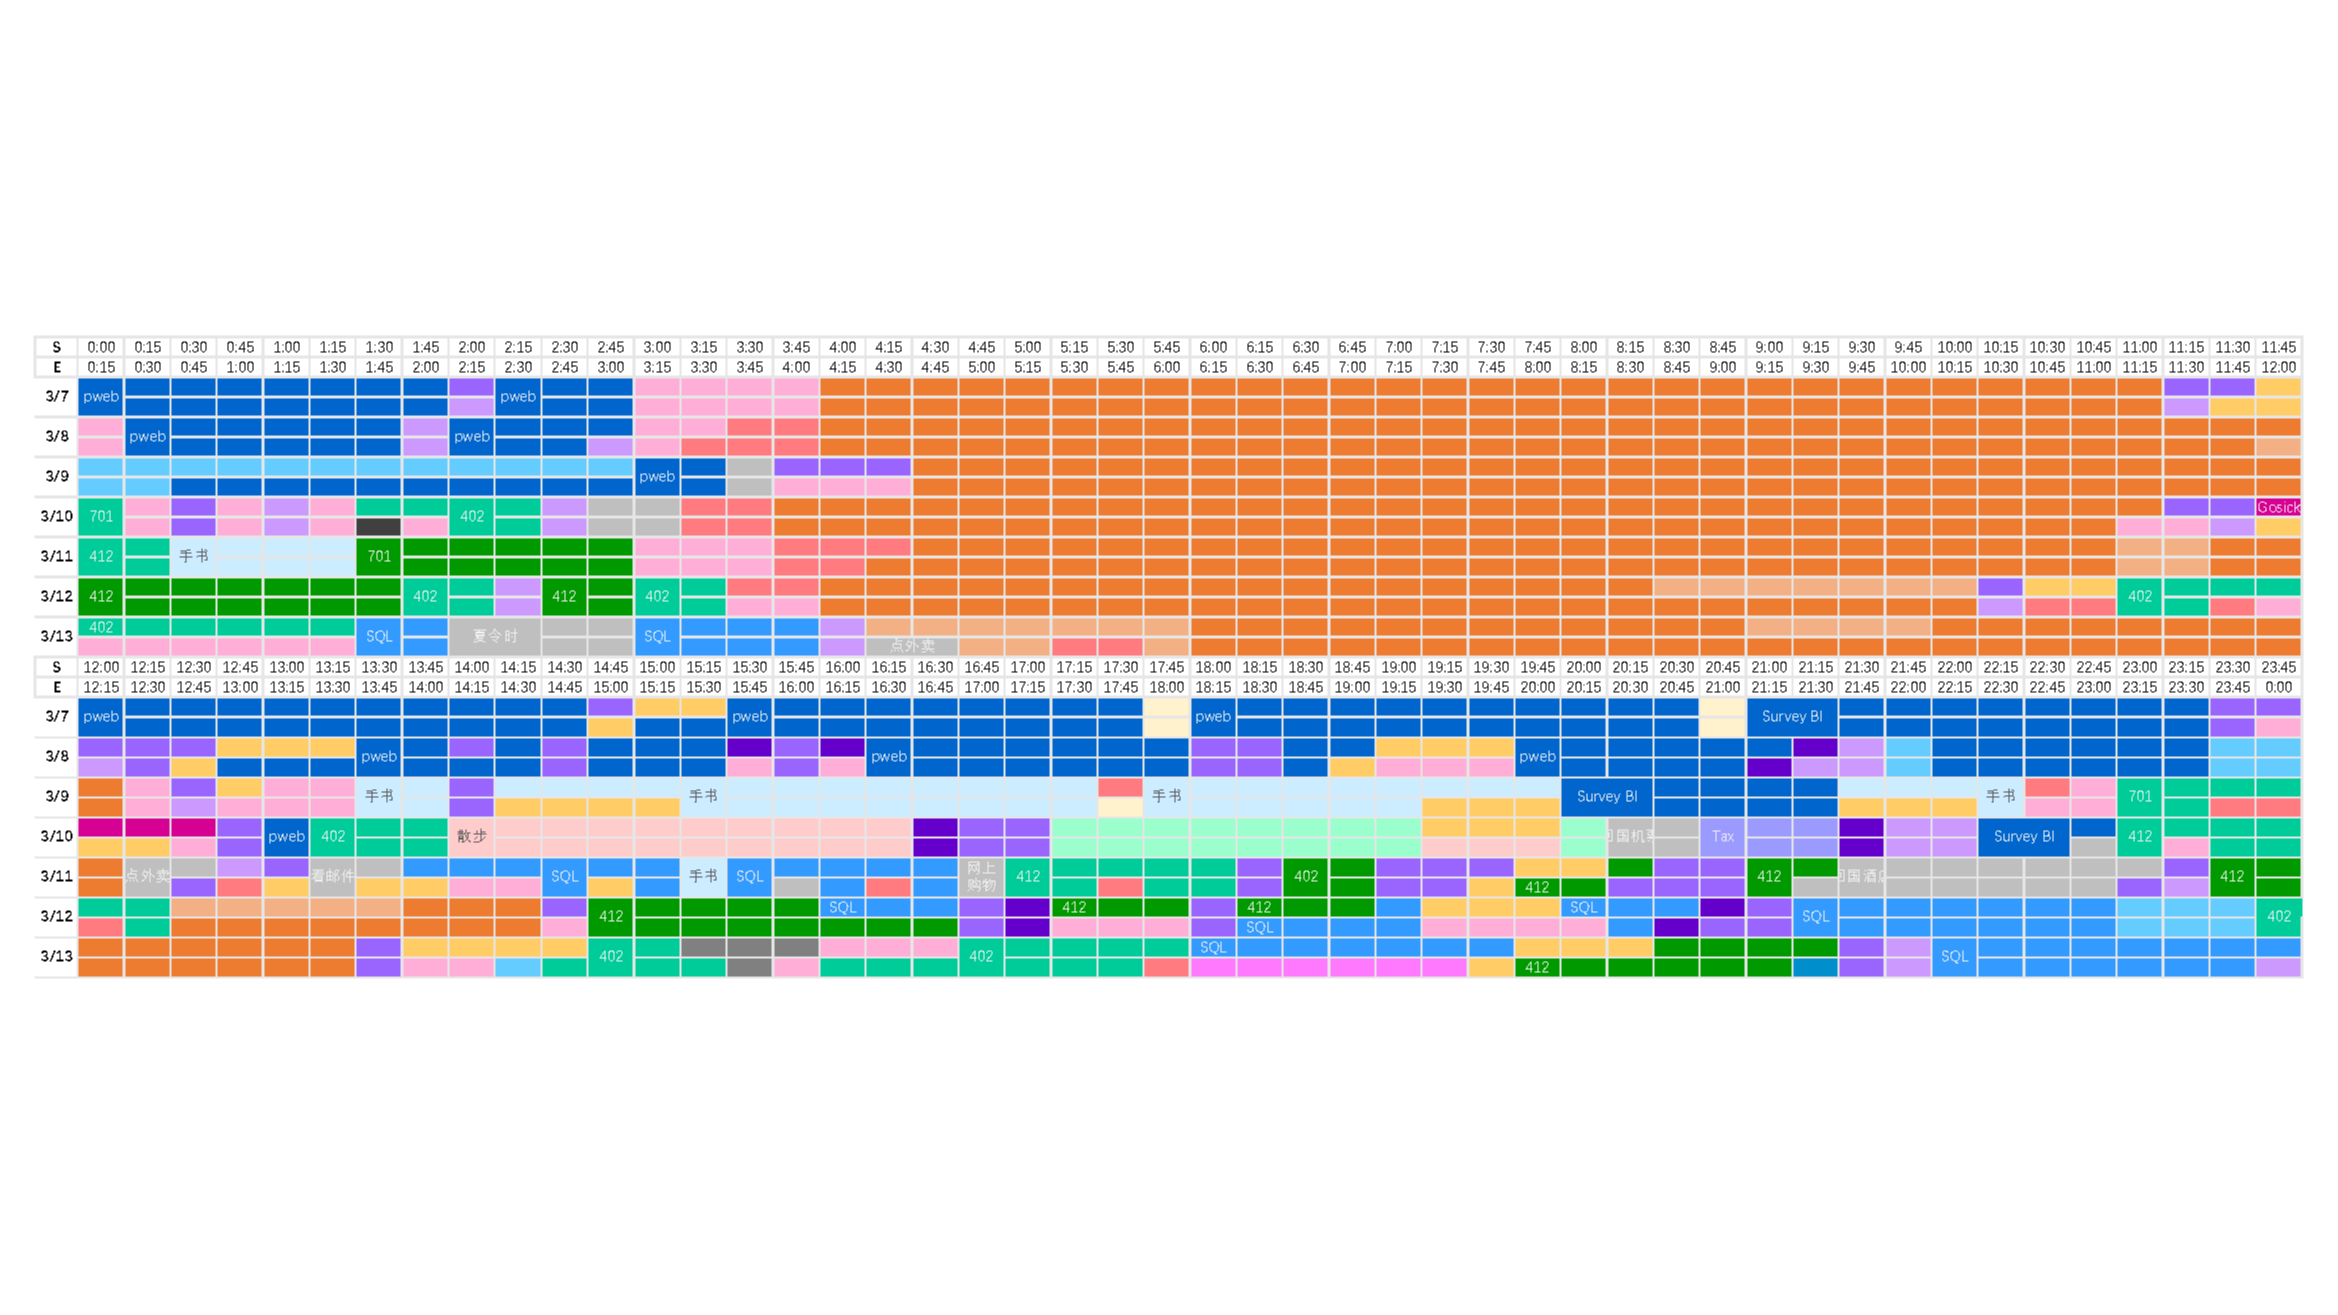 S 0:00 0:15 0:30 0:45 1:00 1:15 1:30 1:45 2:00 2:15 2:30 2:45 3:00 3:15 3:30 3:45 4:00 4:15 4:30 4:45 5:00 5:15 5:30 5:45 6:00 6:15 6:30 6:45 7:00 7:15 7:30 7:45 8:00 8:15 8:30 8:45 9:00 9:15 9:30 9:45 10:00 10:15 10:30 10:45 11:00 11:15 11:30 11:45
E 0:15 0:30 0:45 1:00 1:15 1:30 1:45 2:00 2:15 2:30 2:45 3:00 3:15 3:30 3:45 4:00 4:15 4:30 4:45 5:00 5:15 5:30 5:45 6:00 6:15 6:30 6:45 7:00 7:15 7:30 7:45 8:00 8:15 8:30 8:45 9:00 9:15 9:30 9:45 10:00 10:15 10:30 10:45 11:00 11:15 11:30 11:45 12:00
3/7 pweb pweb
3/8 pweb pweb
3/9 pweb
Gosick
3/10 701 402
3/11 412 手书 701
3/12 412 402 412 402 402
402
3/13 SQL 夏令时 SQL
点外卖
S 12:00 12:15 12:30 12:45 13:00 13:15 13:30 13:45 14:00 14:15 14:30 14:45 15:00 15:15 15:30 15:45 16:00 16:15 16:30 16:45 17:00 17:15 17:30 17:45 18:00 18:15 18:30 18:45 19:00 19:15 19:30 19:45 20:00 20:15 20:30 20:45 21:00 21:15 21:30 21:45 22:00 22:15 22:30 22:45 23:00 23:15 23:30 23:45
E 12:15 12:30 12:45 13:00 13:15 13:30 13:45 14:00 14:15 14:30 14:45 15:00 15:15 15:30 15:45 16:00 16:15 16:30 16:45 17:00 17:15 17:30 17:45 18:00 18:15 18:30 18:45 19:00 19:15 19:30 19:45 20:00 20:15 20:30 20:45 21:00 21:15 21:30 21:45 22:00 22:15 22:30 22:45 23:00 23:15 23:30 23:45 0:00
3/7 pweb pweb pweb Survey BI
3/8 pweb pweb pweb
3/9 手书 手书 手书 Survey BI 手书 701
3/10 pweb 402 散步 国机票 Tax Survey BI 412
网上
3/11 点外卖 看邮件 SQL 手书 SQL 412 402 412 国酒店 412
购物
412
SQL 412 412 SQL
3/12 412 SQL 402
SQL
SQL
3/13 402 402 SQL
412